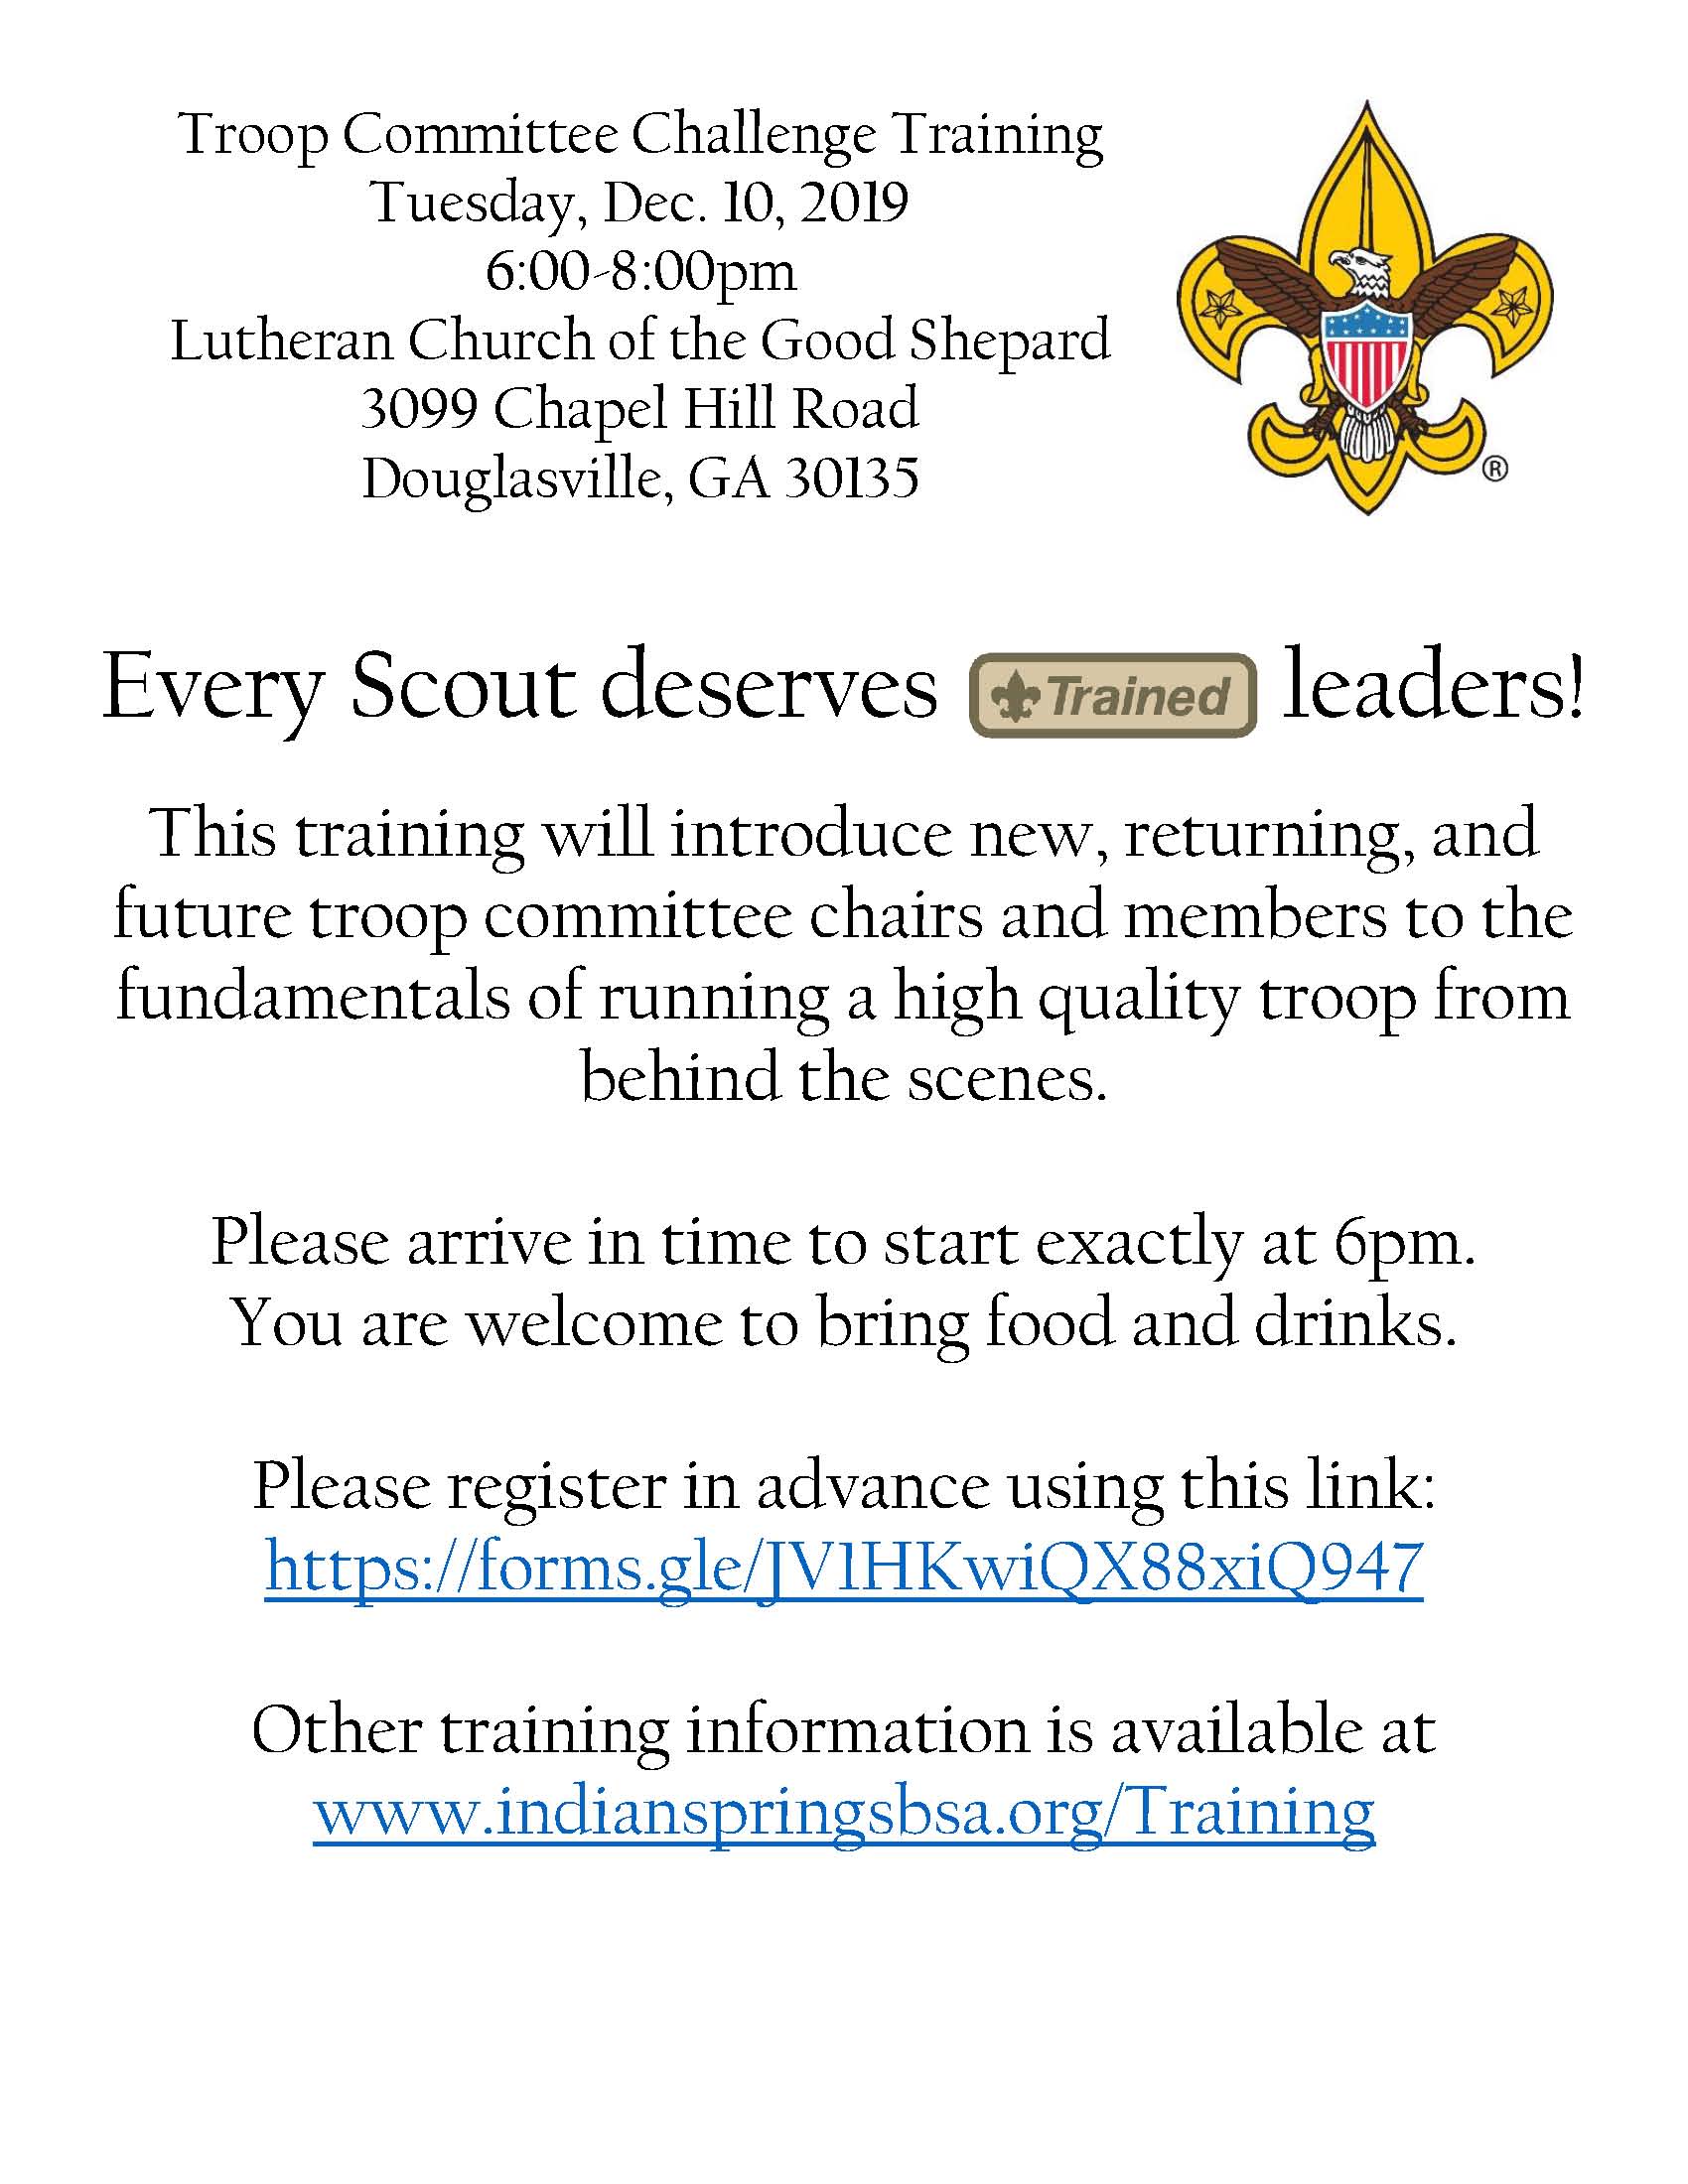 Troop Committee Challenge Training
Tuesday, Dec. 10, 2019
6:00-8:00pm
Lutheran Church of the Good Shepard
3099 Chapel Hill Road
Douglasville, GA 30135
®
Every Scout deserves Trained leaders!
This training will introduce new, returning, and
future troop committee chairs and members to the
fundamentals of running a high quality troop from
behind the scenes.
Please arrive in time to start exactly at 6pm.
You are welcome to bring food and drinks.
Please register in advance using this link:
https://forms.gle/JV1HKwiQX88xiQ947
Other training information is available at
www.indianspringsbsa.org/Training